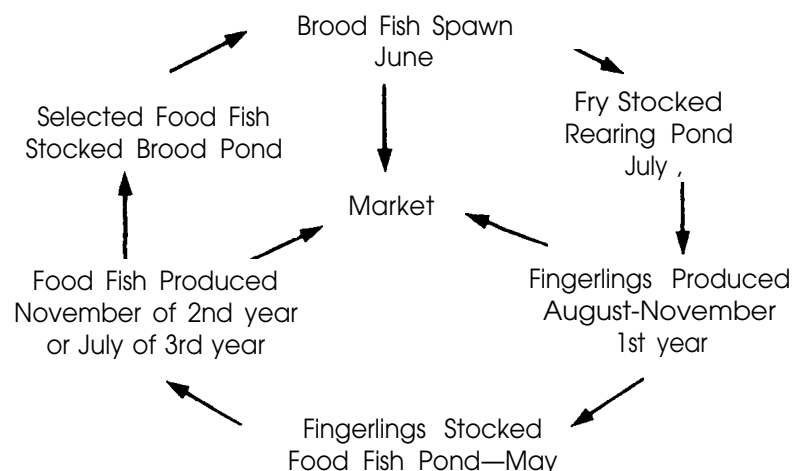 Brood Fish Spawn
June
Fry Stocked
Rearing Pond
July ,
Selected Food Fish
Stocked Brood Pond
Market
Fingerlings Produced
August-November
1st year
Food Fish Produced
November of 2nd year
or July of 3rd year
Fingerlings Stocked
Food Fish Pond—May